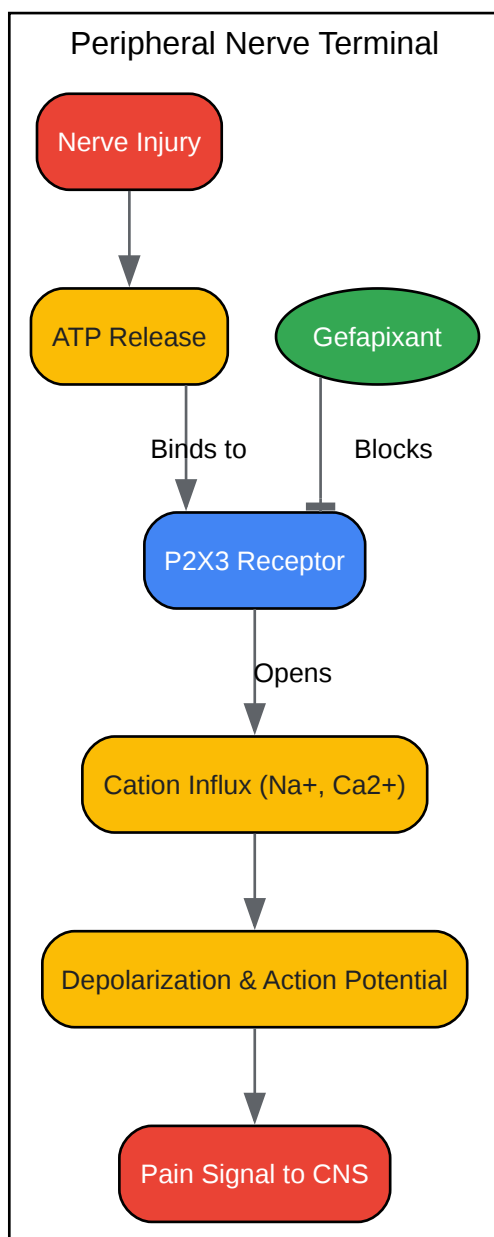 Peripheral Nerve Terminal
Nerve Injury
ATP Release
Gefapixant
Binds to
Blocks
P2X3 Receptor
Opens
Cation Influx (Na+, Ca2+)
Depolarization & Action Potential
Pain Signal to CNS